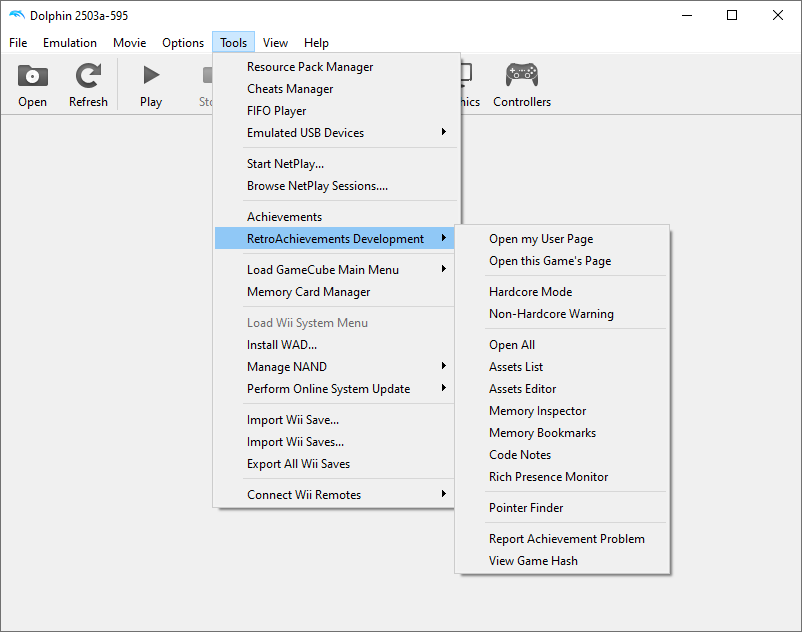 Dolphin 2503a-595
File Emulation Movie Options Tools View Help
Open Refresh Play Controllers
Resource Pack Manager
Cheats Manager
FIFO Player
Emulated USB Devices
Start NetPlay...
Browse NetPlay Sessions....
Achievements
RetroAchievements Development
Load GameCube Main Menu
Memory Card Manager
Load Wii System Menu
Install WAD...
Manage NAND
Perform Online System Update
Import Wii Save...
Import Wii Saves...
Export All Wii Saves
Connect Wii Remotes
Open my User Page
Open this Game's Page
Hardcore Mode
Non-Hardcore Warning
Open All
Assets List
Assets Editor
Memory Inspector
Memory Bookmarks
Code Notes
Rich Presence Monitor
Pointer Finder
Report Achievement Problem
View Game Hash